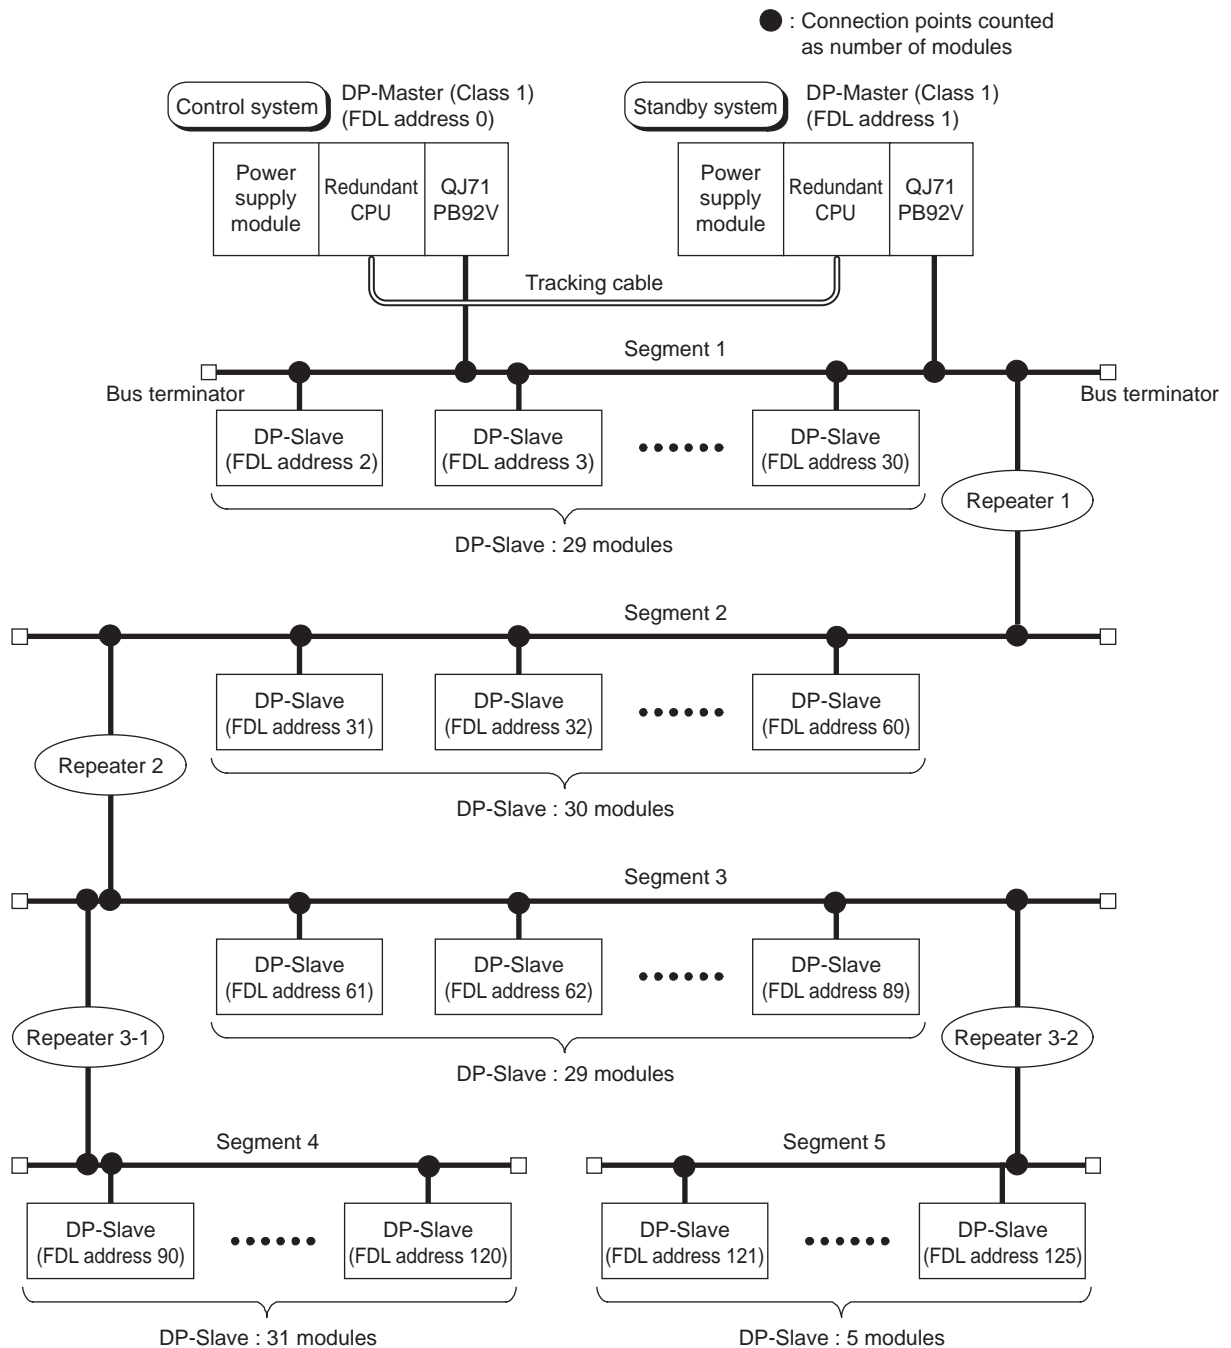 : Connection points counted
as number of modules
Control system
DP-Master (Class 1)
(FDL address 0)
Standby system
DP-Master (Class 1)
(FDL address 1)
Power
supply
module
Redundant
CPU
QJ71
PB92V
Power
supply
module
Redundant
CPU
QJ71
PB92V
Tracking cable
Segment 1
Bus terminator
Bus terminator
DP-Slave
(FDL address 2)
DP-Slave
(FDL address 3)
DP-Slave
(FDL address 30)
Repeater 1
DP-Slave : 29 modules
Segment 2
DP-Slave
(FDL address 31)
DP-Slave
(FDL address 32)
DP-Slave
(FDL address 60)
Repeater 2
DP-Slave : 30 modules
Segment 3
DP-Slave
(FDL address 61)
DP-Slave
(FDL address 62)
DP-Slave
(FDL address 89)
Repeater 3-1
Repeater 3-2
DP-Slave : 29 modules
Segment 4
Segment 5
DP-Slave
(FDL address 90)
DP-Slave
(FDL address 120)
DP-Slave
(FDL address 121)
DP-Slave
(FDL address 125)
DP-Slave : 31 modules
DP-Slave : 5 modules